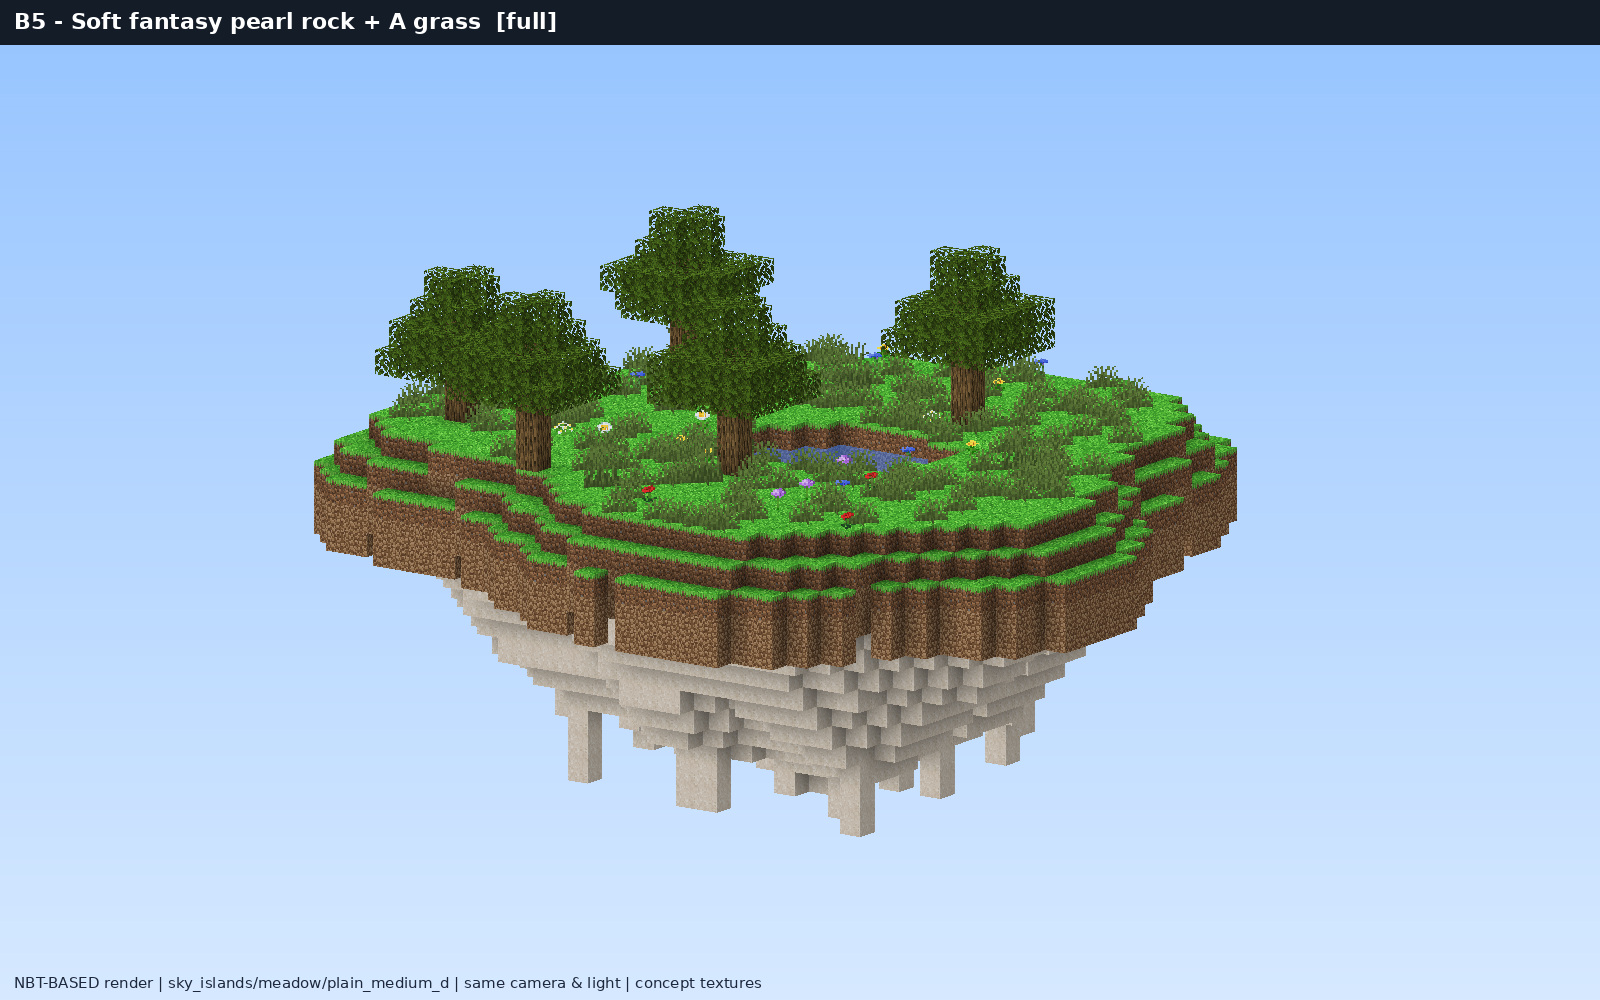 B5 - Soft fantasy pearl rock + A grass  [full]
NBT-BASED render | sky_islands/meadow/plain_medium_d | same camera & light | concept textures